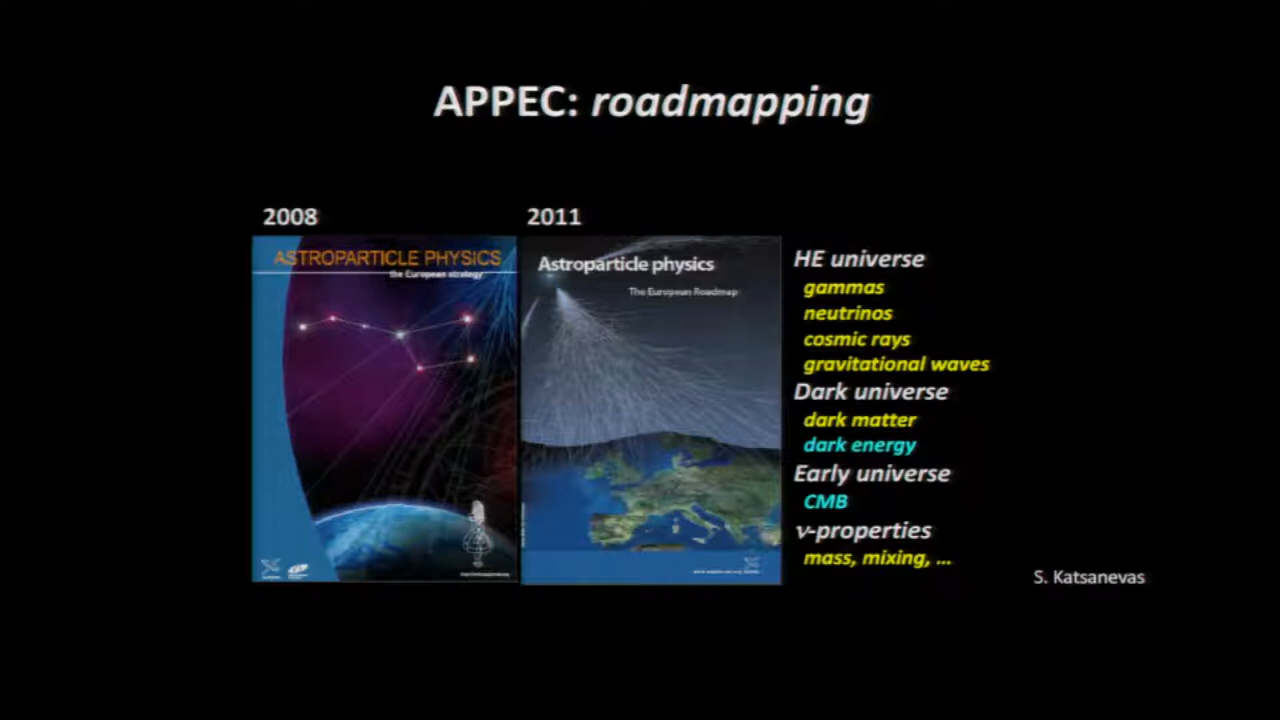 APPEC: roadmapping
2008
2011
ASTROPARTICLE PHYSICS
the European strategy
Astroparticle physics
The European Roadmap
HE universe
gammas
neutrinos
cosmic rays
gravitational waves
Dark universe
dark matter
dark energy
Early universe
CMB
ν-properties
mass, mixing, ...
S. Katsanevas